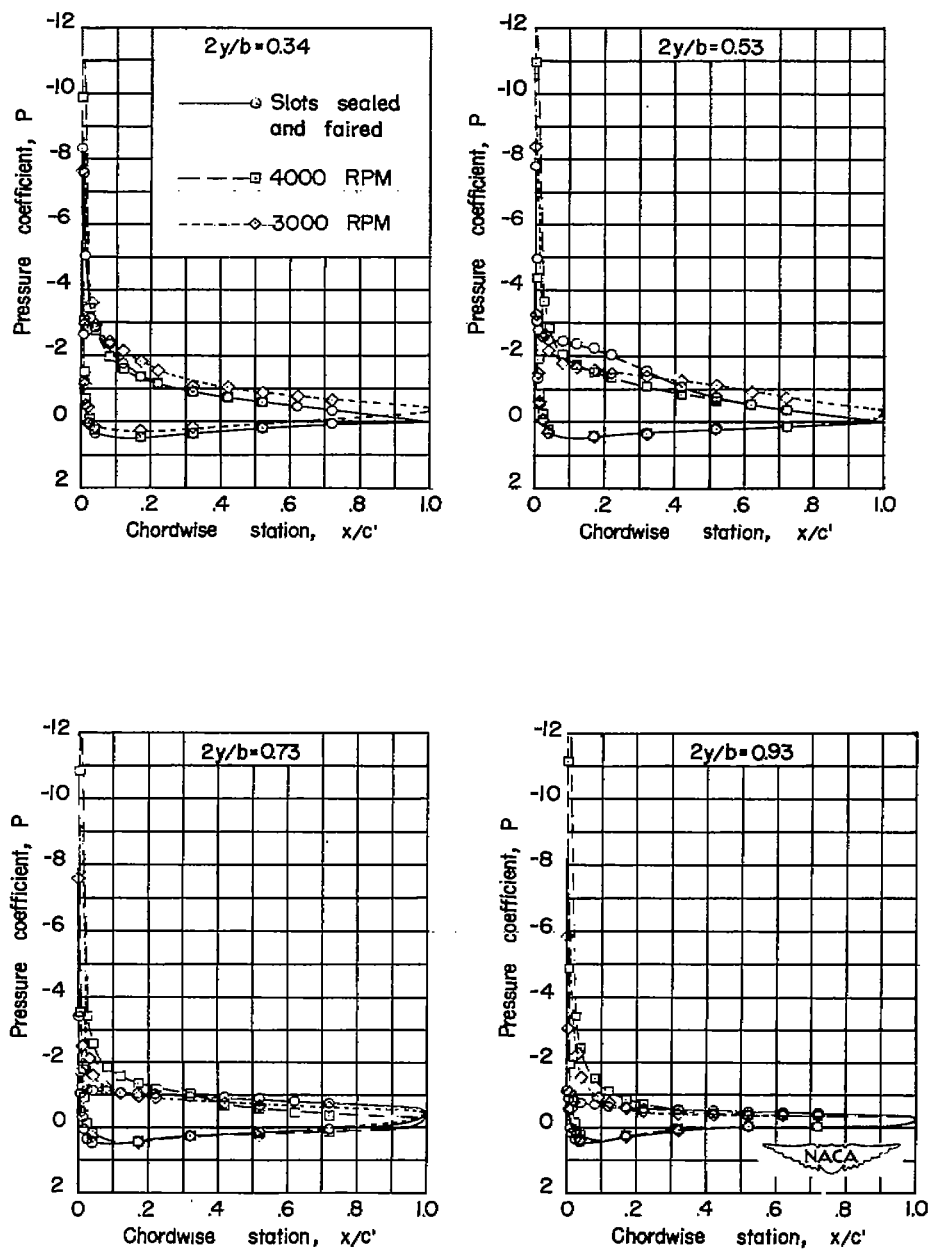 2y/b=0.34
Slots sealed
and faired
4000 RPM
3000 RPM
Pressure coefficient, P
-12
-10
-8
-6
-4
-2
0
2
0 .2 .4 .6 .8 1.0
Chordwise station, x/c'
2y/b=0.53
Pressure coefficient, P
-12
-10
-8
-6
-4
-2
0
2
0 .2 .4 .6 .8 1.0
Chordwise station, x/c'
2y/b=0.73
Pressure coefficient, P
-12
-10
-8
-6
-4
-2
0
2
0 .2 .4 .6 .8 1.0
Chordwise station, x/c'
2y/b=0.93
Pressure coefficient, P
-12
-10
-8
-6
-4
-2
0
2
0 .2 .4 .6 .8 1.0
Chordwise station, x/c'
NACA